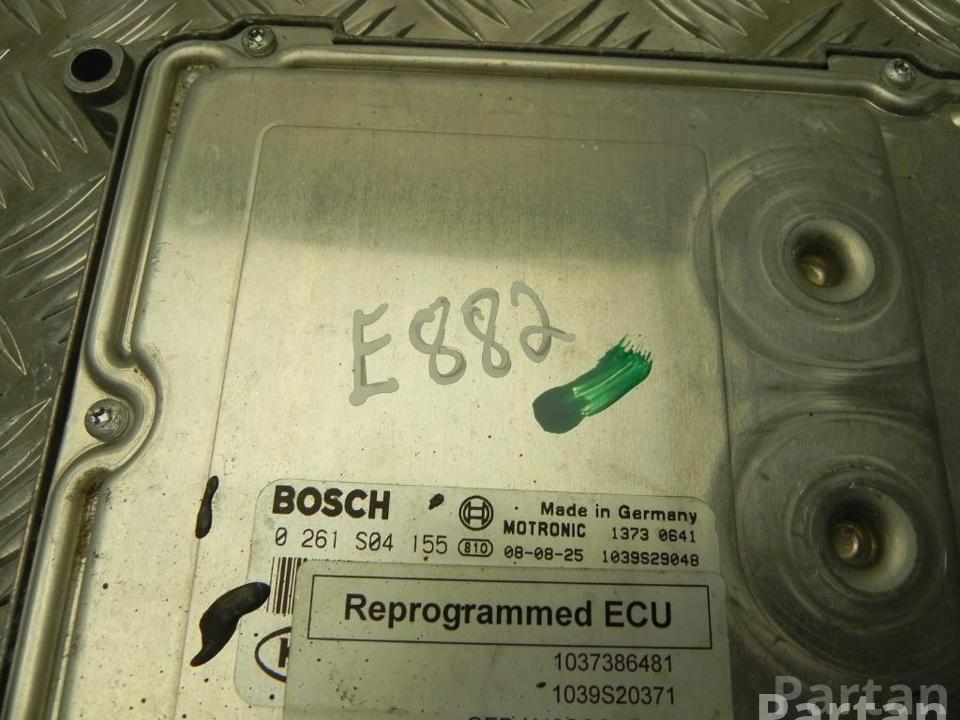 E882
BOSCH
Made in Germany
MOTRONIC 1373 0641
0 261 S04 155 810 08-08-25 1039S29048
K
Reprogrammed ECU
1037386481
1039S20371
Partan
Partan